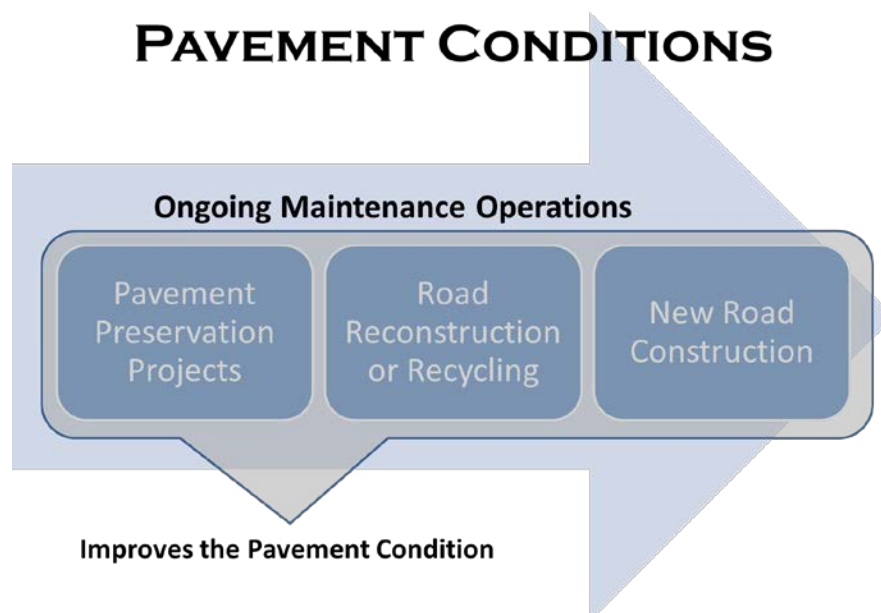 PAVEMENT CONDITIONS
Ongoing Maintenance Operations
Pavement
Preservation
Projects
Road
Reconstruction
or Recycling
New Road
Construction
Improves the Pavement Condition